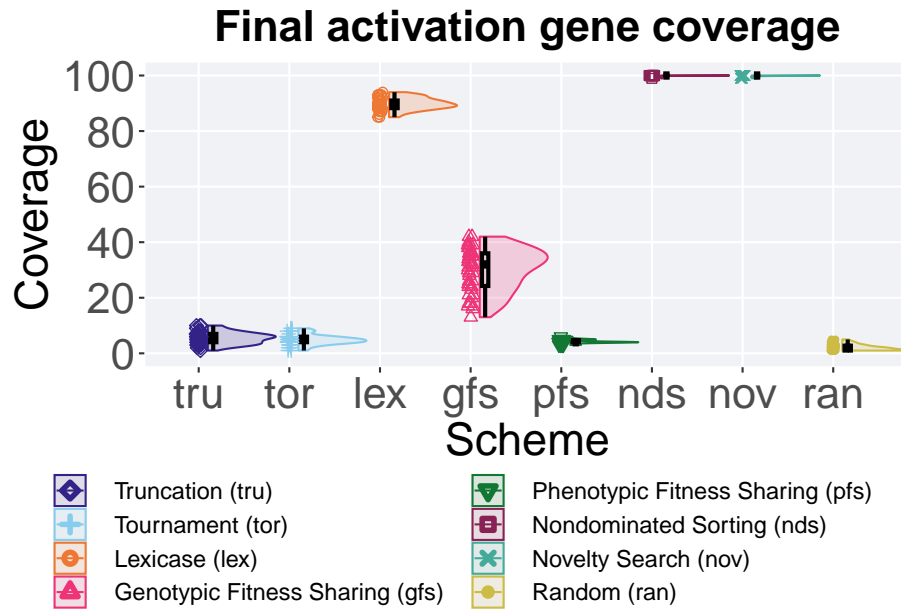 Final activation gene coverage
Coverage
100
80
60
40
20
0
tru tor lex gfs pfs nds nov ran
Scheme
Truncation (tru)
Tournament (tor)
Lexicase (lex)
Genotypic Fitness Sharing (gfs)
Phenotypic Fitness Sharing (pfs)
Nondominated Sorting (nds)
Novelty Search (nov)
Random (ran)